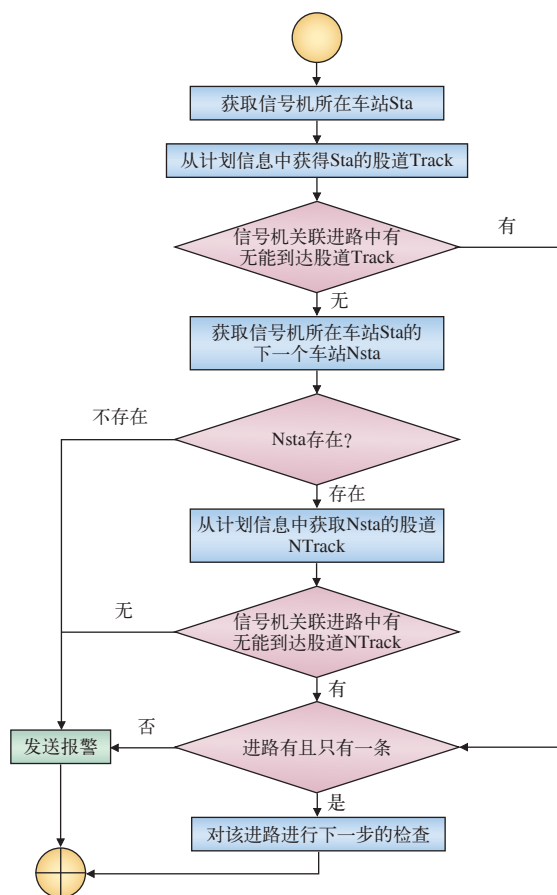 获取信号机所在车站Sta
从计划信息中获得Sta的股道Track
信号机关联进路中有
无能到达股道Track
有
无
获取信号机所在车站Sta的
下一个车站Nsta
不存在
Nsta存在?
存在
从计划信息中获取Nsta的股道
NTrack
无
信号机关联进路中有
无能到达股道NTrack
有
发送报警
否
进路有且只有一条
是
对该进路进行下一步的检查